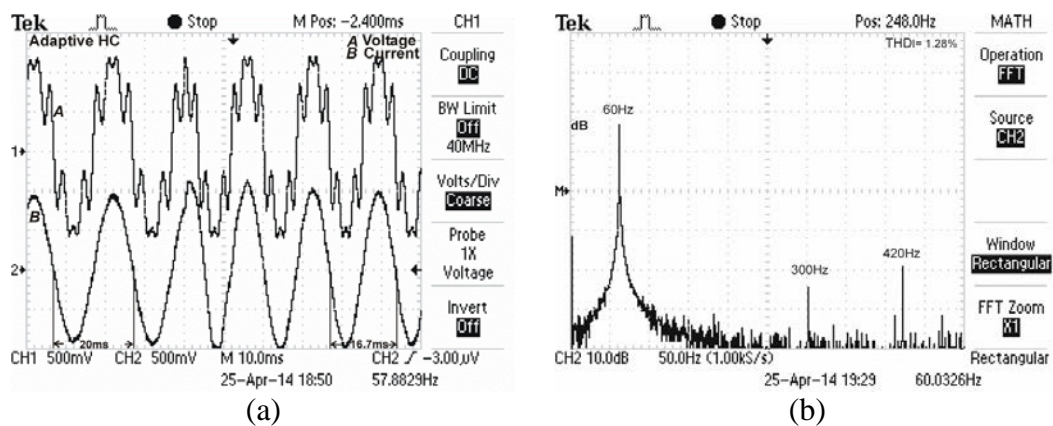 Tek Stop M Pos: -2.400ms CH1
Adaptive HC A Voltage
B Current
Coupling
DC
BW Limit
Off
40MHz
Volts/Div
Coarse
Probe
1X
Voltage
Invert
Off
A
B
1
2
20ms 16.7ms
CH1 500mV CH2 500mV M 10.0ms CH2 -3.00μV
25-Apr-14 18:50 57.8829Hz
(a)
Tek Stop Pos: 248.0Hz MATH
THDI= 1.28%
Operation
FFT
Source
CH2
Window
Rectangular
FFT Zoom
X1
60Hz
dB
M
300Hz
420Hz
CH2 10.0dB 50.0Hz (1.00kS/s) Rectangular
25-Apr-14 19:29 60.0326Hz
(b)